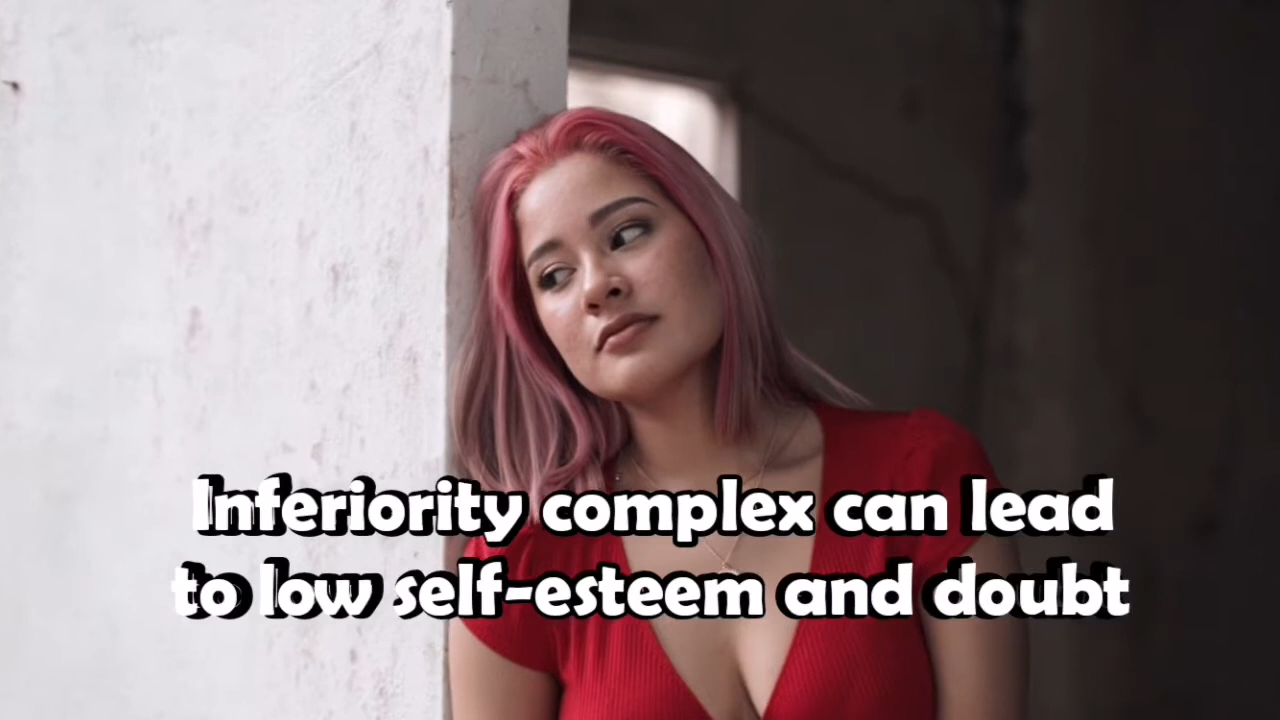 Inferiority complex can lead
to low self-esteem and doubt